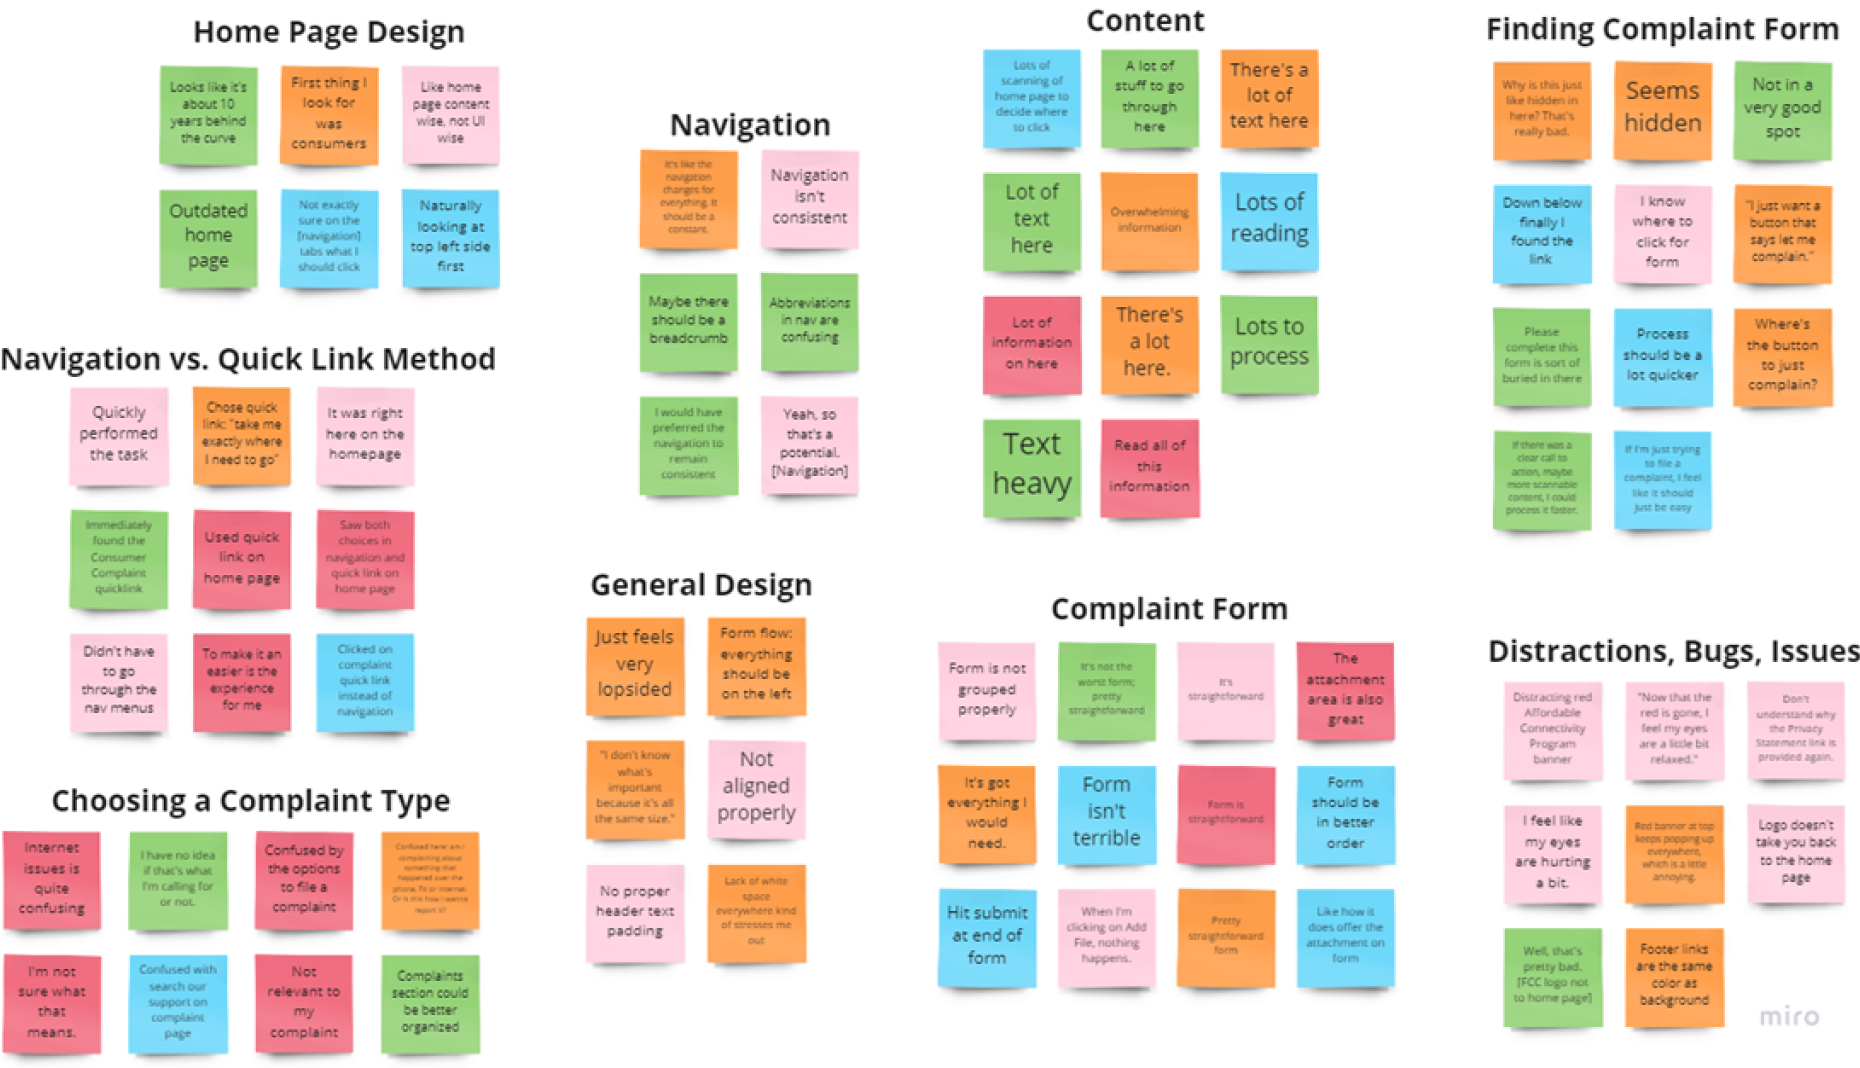 Home Page Design
Looks like it's
about 10
years behind
the curve
First thing I
look for
was
consumers
Like home
page content
wise, not UI
wise
Outdated
home
page
Not exactly
sure on the
[navigation]
tabs what I
should click
Naturally
looking at
top left side
first
Navigation vs. Quick Link Method
Quickly
performed
the task
Chose quick
link: "take me
exactly where
I need to go"
It was right
here on the
homepage
Immediately
found the
Consumer
Complaint
quicklink
Used quick
link on
home page
Saw both
choices in
navigation and
quick link on
home page
Didn't have
to go
through the
nav menus
To make it an
easier is the
experience
for me
Clicked on
complaint
quick link
instead of
navigation
Choosing a Complaint Type
Internet
issues is
quite
confusing
I have no idea
if that's what
I'm calling for
or not.
Confused by
the options
to file a
complaint
Confused here: am I
complaining about
something that
happened over the
phone, TV or internet.
Or is this how I wanna
report it?
I'm not
sure what
that
means.
Confused with
search our
support on
complaint
page
Not
relevant to
my
complaint
Complaints
section could
be better
organized
Navigation
It's like the
navigation
changes for
everything. It
should be a
constant.
Navigation
isn't
consistent
Maybe there
should be a
breadcrumb
Abbreviations
in nav are
confusing
I would have
preferred the
navigation to
remain
consistent
Yeah, so
that's a
potential.
[Navigation]
General Design
Just feels
very
lopsided
Form flow:
everything
should be
on the left
"I don't know
what's
important
because it's all
the same size."
Not
aligned
properly
No proper
header text
padding
Lack of white
space
everywhere kind
of stresses me
out
Content
Lots of
scanning of
home page to
decide where
to click
A lot of
stuff to go
through
here
There's a
lot of
text here
Lot of
text
here
Overwhelming
information
Lots of
reading
Lot of
information
on here
There's
a lot
here.
Lots to
process
Text
heavy
Read all of
this
information
Complaint Form
Form is not
grouped
properly
It's not the
worst form;
pretty
straightforward
It's
straightforward
The
attachment
area is also
great
It's got
everything I
would
need.
Form
isn't
terrible
Form is
straightforward
Form
should be
in better
order
Hit submit
at end of
form
When I'm
clicking on Add
File, nothing
happens.
Pretty
straightforward
form
Like how it
does offer the
attachment on
form
Finding Complaint Form
Why is this just
like hidden in
here? That's
really bad.
Seems
hidden
Not in a
very good
spot
Down below
finally I
found the
link
I know
where to
click for
form
"I just want a
button that
says let me
complain."
Please
complete this
form is sort of
buried in there
Process
should be a
lot quicker
Where's
the button
to just
complain?
If there was a
clear call to
action, maybe
more scannable
content, I could
process it faster.
If I'm just trying
to file a
complaint, I feel
like it should
just be easy
Distractions, Bugs, Issues
Distracting red
Affordable
Connectivity
Program
banner
"Now that the
red is gone, I
feel my eyes
are a little bit
relaxed."
Don't
understand why
the Privacy
Statement link is
provided again.
I feel like
my eyes
are hurting
a bit.
Red banner at top
keeps popping up
everywhere,
which is a little
annoying.
Logo doesn't
take you back
to the home
page
Well, that's
pretty bad.
[FCC logo not
to home page]
Footer links
are the same
color as
background
miro